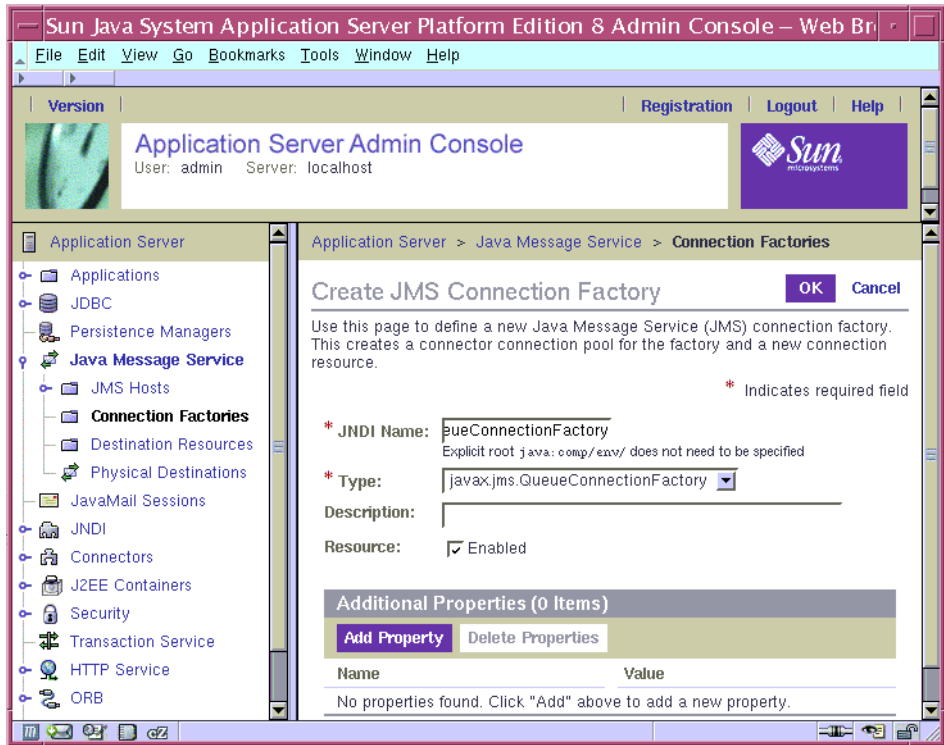 Sun Java System Application Server Platform Edition 8 Admin Console – Web Br
File Edit View Go Bookmarks Tools Window Help
Version Registration Logout Help
Application Server Admin Console
User: admin Server: localhost
Sun
microsystems
Application Server
Applications
JDBC
Persistence Managers
Java Message Service
JMS Hosts
Connection Factories
Destination Resources
Physical Destinations
JavaMail Sessions
JNDI
Connectors
J2EE Containers
Security
Transaction Service
HTTP Service
ORB
Application Server > Java Message Service > Connection Factories
Create JMS Connection Factory OK Cancel
Use this page to define a new Java Message Service (JMS) connection factory.
This creates a connector connection pool for the factory and a new connection
resource.
* Indicates required field
* JNDI Name: eueConnectionFactory
Explicit root java:comp/env/ does not need to be specified
* Type: javax.jms.QueueConnectionFactory
Description:
Resource: Enabled
Additional Properties (0 Items)
Add Property Delete Properties
Name Value
No properties found. Click "Add" above to add a new property.